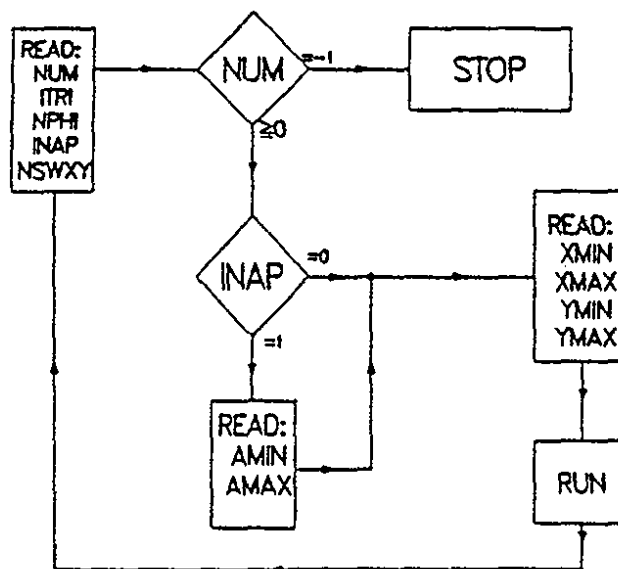 READ:
NUM
ITRI
NPHI
INAP
NSWXY
NUM
=-1
STOP
≥0
INAP
=0
=1
READ:
AMIN
AMAX
READ:
XMIN
XMAX
YMIN
YMAX
RUN